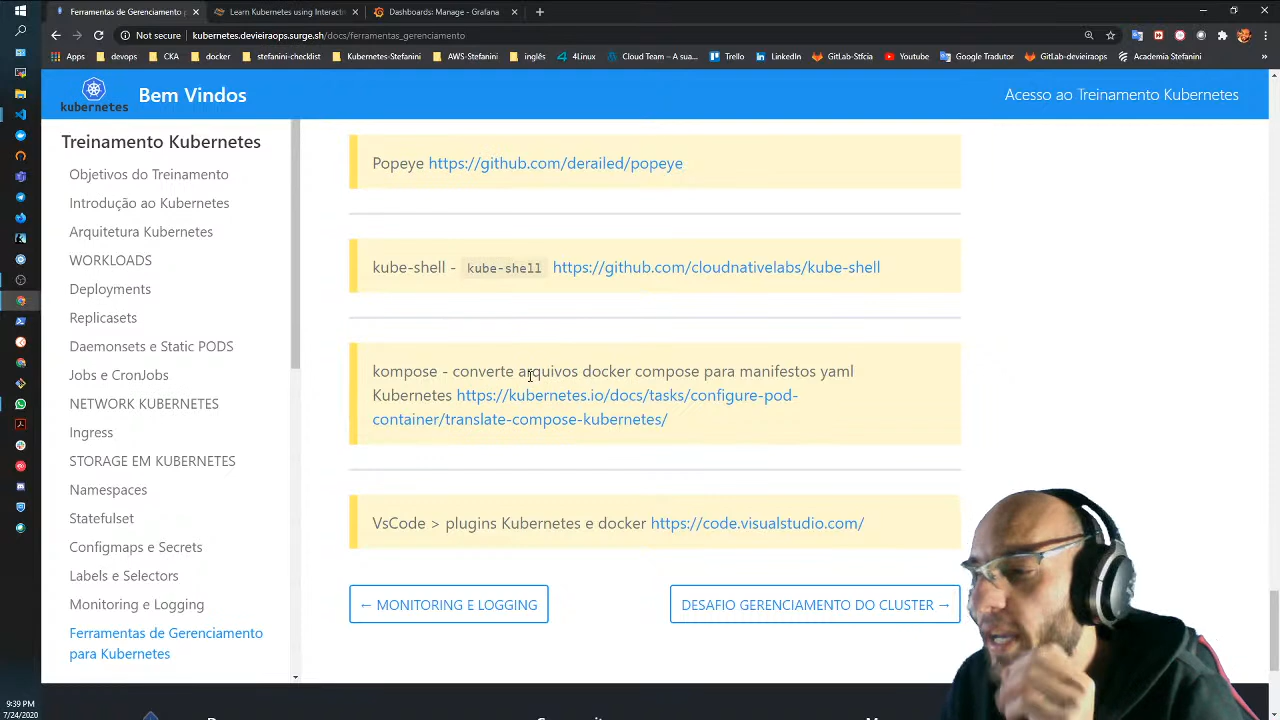 Ferramentas de Gerenciamento p
Learn Kubernetes using Interact
Dashboards: Manage - Grafana
Not secure
kubernetes.devieiraops.surge.sh/docs/ferramentas_gerenciamento
Apps
devops
CKA
docker
stefanini-checklist
Kubernetes-Stefanini
AWS-Stefanini
inglês
4Linux
Cloud Team – A sua...
Trello
LinkedIn
GitLab-Stfcia
Youtube
Google Tradutor
GitLab-devieiraops
Academia Stefanini
kubernetes
Bem Vindos
Acesso ao Treinamento Kubernetes
Treinamento Kubernetes
Objetivos do Treinamento
Introdução ao Kubernetes
Arquitetura Kubernetes
WORKLOADS
Deployments
Replicasets
Daemonsets e Static PODS
Jobs e CronJobs
NETWORK KUBERNETES
Ingress
STORAGE EM KUBERNETES
Namespaces
Statefulset
Configmaps e Secrets
Labels e Selectors
Monitoring e Logging
Ferramentas de Gerenciamento
para Kubernetes
Popeye https://github.com/derailed/popeye
kube-shell - kube-shell https://github.com/cloudnativelabs/kube-shell
kompose - converte arquivos docker compose para manifestos yaml
Kubernetes https://kubernetes.io/docs/tasks/configure-pod-
container/translate-compose-kubernetes/
VsCode > plugins Kubernetes e docker https://code.visualstudio.com/
← MONITORING E LOGGING
DESAFIO GERENCIAMENTO DO CLUSTER →
9:39 PM
7/24/2020